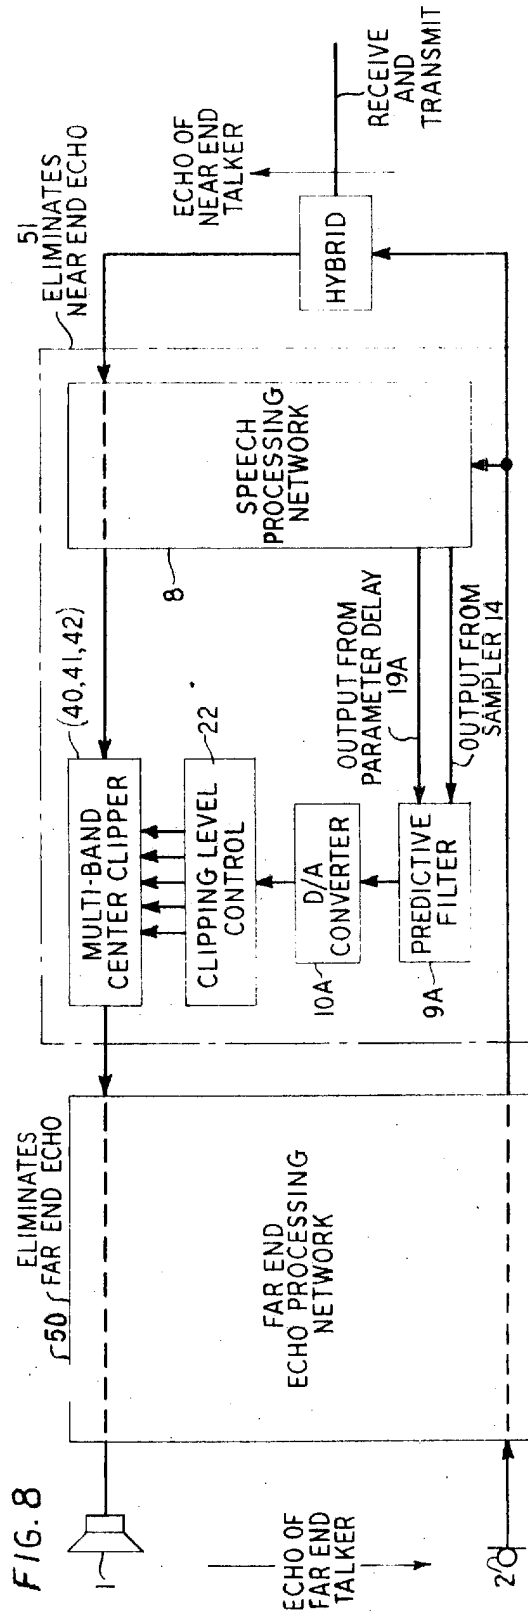 FIG. 8
1
ECHO OF
FAR END
TALKER
2
50
ELIMINATES
FAR END ECHO
FAR END
ECHO PROCESSING
NETWORK
51
ELIMINATES
NEAR END ECHO
MULTI-BAND
CENTER CLIPPER
(40,41,42)
CLIPPING LEVEL
CONTROL
22
D/A
CONVERTER
10A
PREDICTIVE
FILTER
9A
OUTPUT FROM
PARAMETER DELAY
19A
OUTPUT FROM
SAMPLER 14
SPEECH
PROCESSING
NETWORK
8
HYBRID
ECHO OF
NEAR END
TALKER
RECEIVE
AND
TRANSMIT